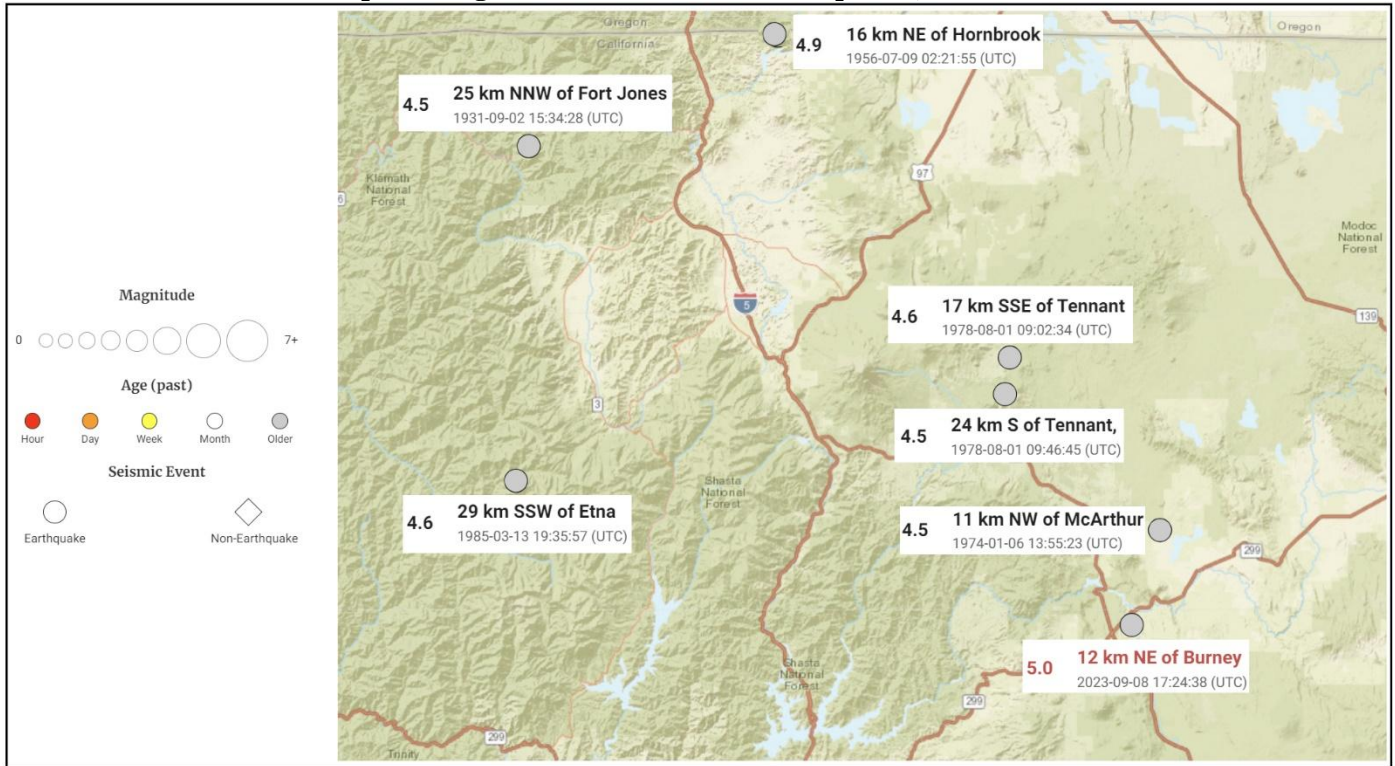 Oregon
California
Oregon
4.9
16 km NE of Hornbrook
1956-07-09 02:21:55 (UTC)
4.5
25 km NNW of Fort Jones
1931-09-02 15:34:28 (UTC)
Klamath
National
Forest
6
97
Modoc
National
Forest
Magnitude
0
7+
5
4.6
17 km SSE of Tennant
1978-08-01 09:02:34 (UTC)
139
Age (past)
Hour
Day
Week
Month
Older
3
4.5
24 km S of Tennant,
1978-08-01 09:46:45 (UTC)
Seismic Event
Earthquake
Non-Earthquake
Shasta
National
Forest
4.6
29 km SSW of Etna
1985-03-13 19:35:57 (UTC)
4.5
11 km NW of McArthur
1974-01-06 13:55:23 (UTC)
299
5.0
12 km NE of Burney
2023-09-08 17:24:38 (UTC)
Shasta
National
Forest
299
299
Trinity